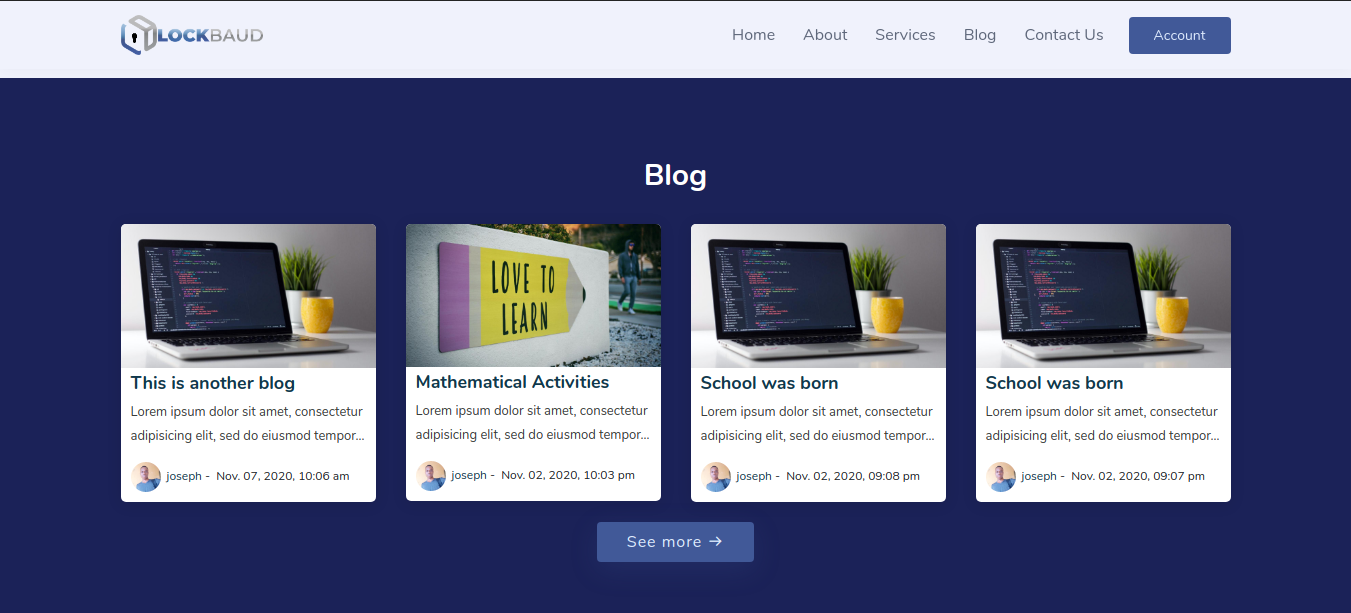 LOCKBAUD
Home About Services Blog Contact Us Account
Blog
LOVE TO
LEARN
This is another blog
Lorem ipsum dolor sit amet, consectetur
adipisicing elit, sed do eiusmod tempor...
joseph - Nov. 07, 2020, 10:06 am
Mathematical Activities
Lorem ipsum dolor sit amet, consectetur
adipisicing elit, sed do eiusmod tempor...
joseph - Nov. 02, 2020, 10:03 pm
School was born
Lorem ipsum dolor sit amet, consectetur
adipisicing elit, sed do eiusmod tempor...
joseph - Nov. 02, 2020, 09:08 pm
School was born
Lorem ipsum dolor sit amet, consectetur
adipisicing elit, sed do eiusmod tempor...
joseph - Nov. 02, 2020, 09:07 pm
See more →